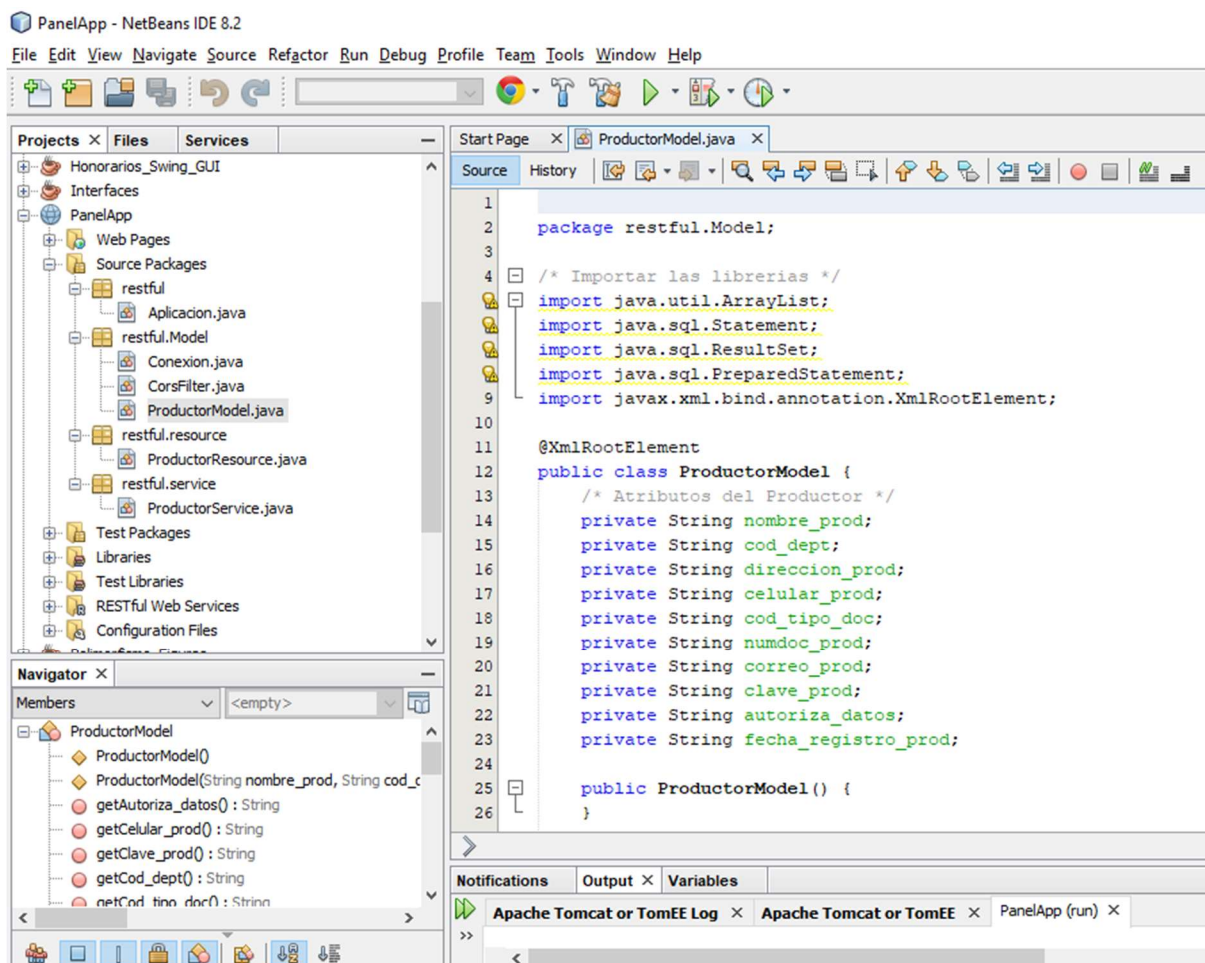 PanelApp - NetBeans IDE 8.2
File Edit View Navigate Source Refactor Run Debug Profile Team Tools Window Help
Projects Files Services
Honorarios_Swing_GUI
Interfaces
PanelApp
Web Pages
Source Packages
restful
Aplicacion.java
restful.Model
Conexion.java
CorsFilter.java
ProductorModel.java
restful.resource
ProductorResource.java
restful.service
ProductorService.java
Test Packages
Libraries
Test Libraries
RESTful Web Services
Configuration Files
Navigator
Members <empty>
ProductorModel
ProductorModel()
ProductorModel(String nombre_prod, String cod_
getAutoriza_datos() : String
getCelular_prod() : String
getClave_prod() : String
getCod_dept() : String
getCod_tipo_doc() : String
Start Page ProductorModel.java
Source History
1
2 package restful.Model;
3
4 /* Importar las librerias */
import java.util.ArrayList;
import java.sql.Statement;
import java.sql.ResultSet;
import java.sql.PreparedStatement;
9 import javax.xml.bind.annotation.XmlRootElement;
10
11 @XmlRootElement
12 public class ProductorModel {
13 /* Atributos del Productor */
14 private String nombre_prod;
15 private String cod_dept;
16 private String direccion_prod;
17 private String celular_prod;
18 private String cod_tipo_doc;
19 private String numdoc_prod;
20 private String correo_prod;
21 private String clave_prod;
22 private String autoriza_datos;
23 private String fecha_registro_prod;
24
25 public ProductorModel() {
26 }
Notifications Output Variables
Apache Tomcat or TomEE Log Apache Tomcat or TomEE PanelApp (run)